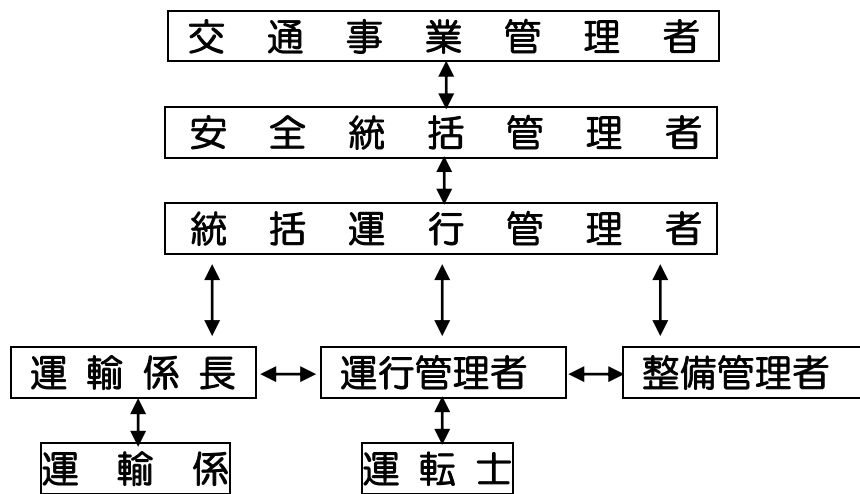 交通事業管理者
安全統括管理者
統括運行管理者
運輸係長 運行管理者 整備管理者
運輸係 運転士